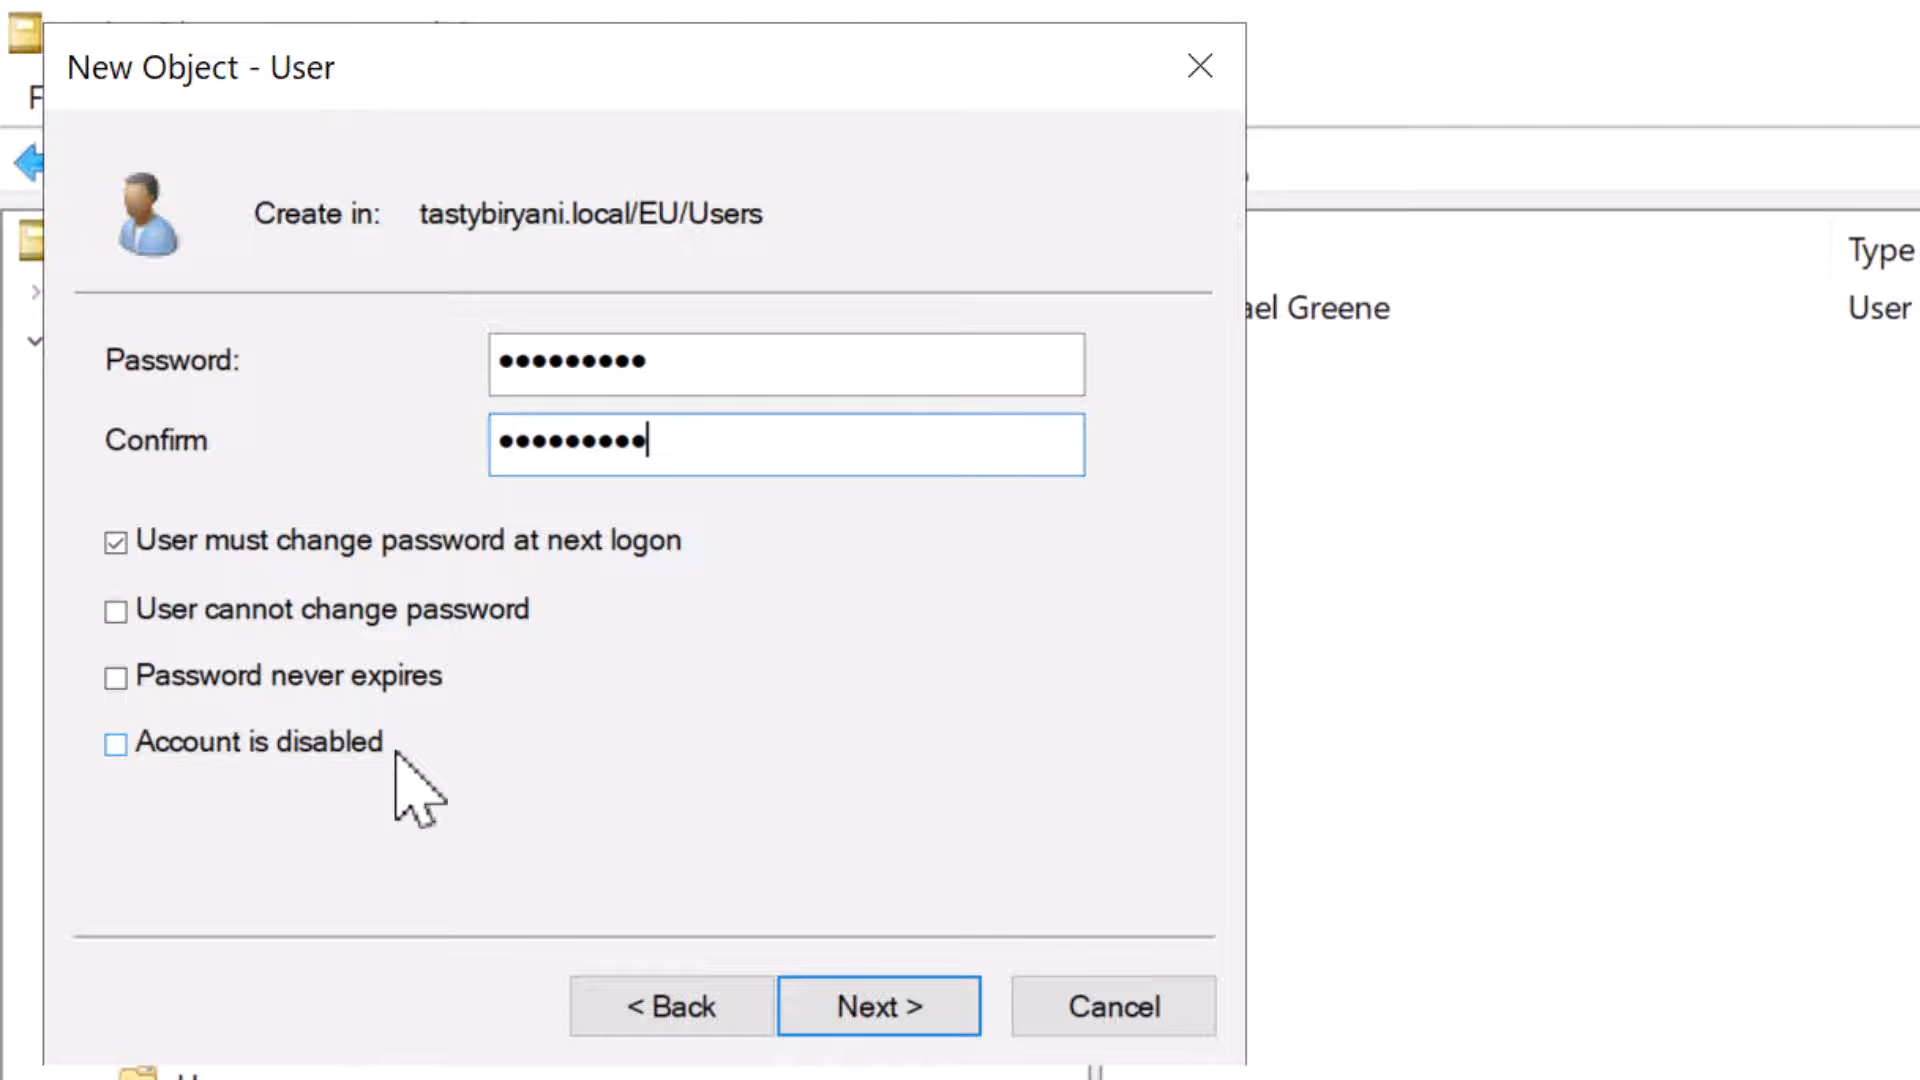 New Object - User
F
Create in: tastybiryani.local/EU/Users
Type
ael Greene
User
Password: ●●●●●●●●●
Confirm ●●●●●●●●●
User must change password at next logon
User cannot change password
Password never expires
Account is disabled
< Back
Next >
Cancel